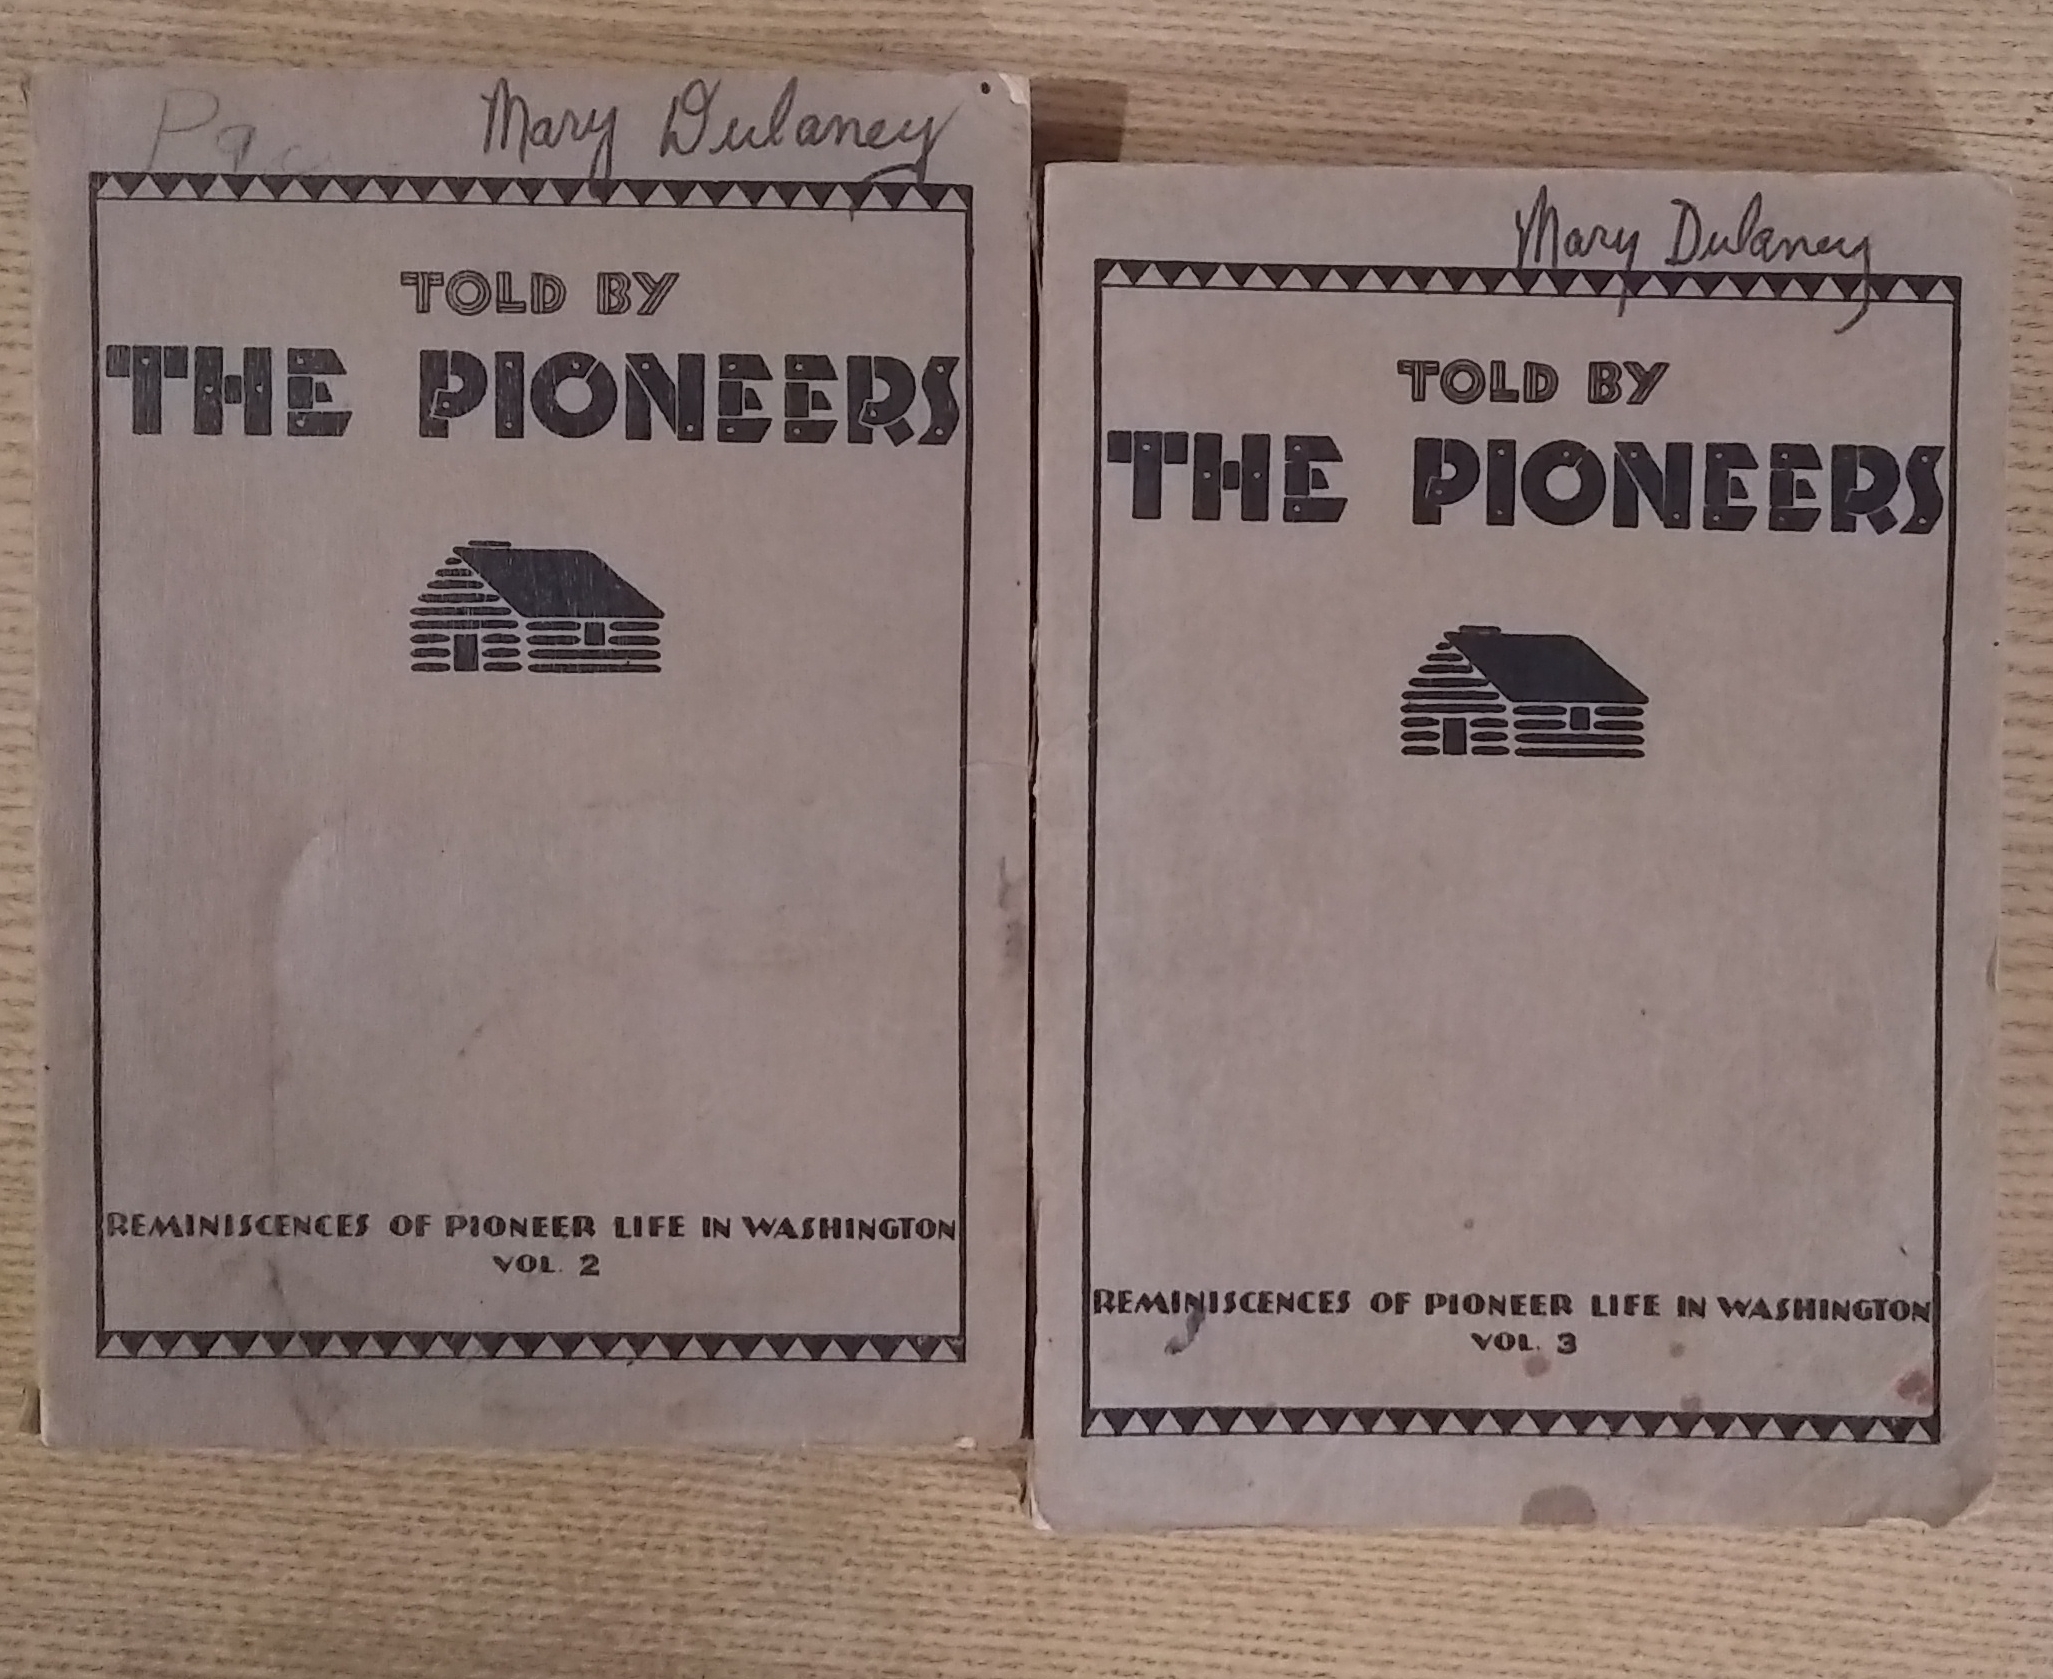 Mary Dulaney
TOLD BY
THE PIONEERS
REMINISCENCES OF PIONEER LIFE IN WASHINGTON
VOL. 2
Mary Dulaney
TOLD BY
THE PIONEERS
REMINISCENCES OF PIONEER LIFE IN WASHINGTON
VOL. 3